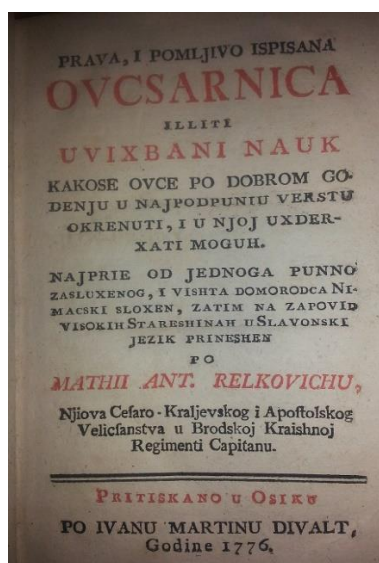 PRAVA, I POMLJIVO ISPISANA
OVCSARNICA
ILLITI
UVIXBANI NAUK
KAKOSE OVCE PO DOBROM GO-
DENJU U NAJPODPUNIU VERSTU
OKRENUTI, I U NJOJ UXDER-
XATI MOGUH.
NAJPRIE OD JEDNOGA PUNNO
ZASLUXENOG, I VISHTA DOMORODCA NI-
MACSKI SLOXEN, ZATIM NA ZAPOVID
VISOKIH STARESHINAH U SLAVONSKI
JEZIK PRINESHEN
PO
MATHII ANT. RELKOVICHU,
Njiova Cesaro-Kraljevskog i Apostolskog
Velicsanstva u Brodskoj Kraishnoj
Regimenti Capitanu.
PRITISKANO U OSIKU
PO IVANU MARTINU DIVALT,
Godine 1776.